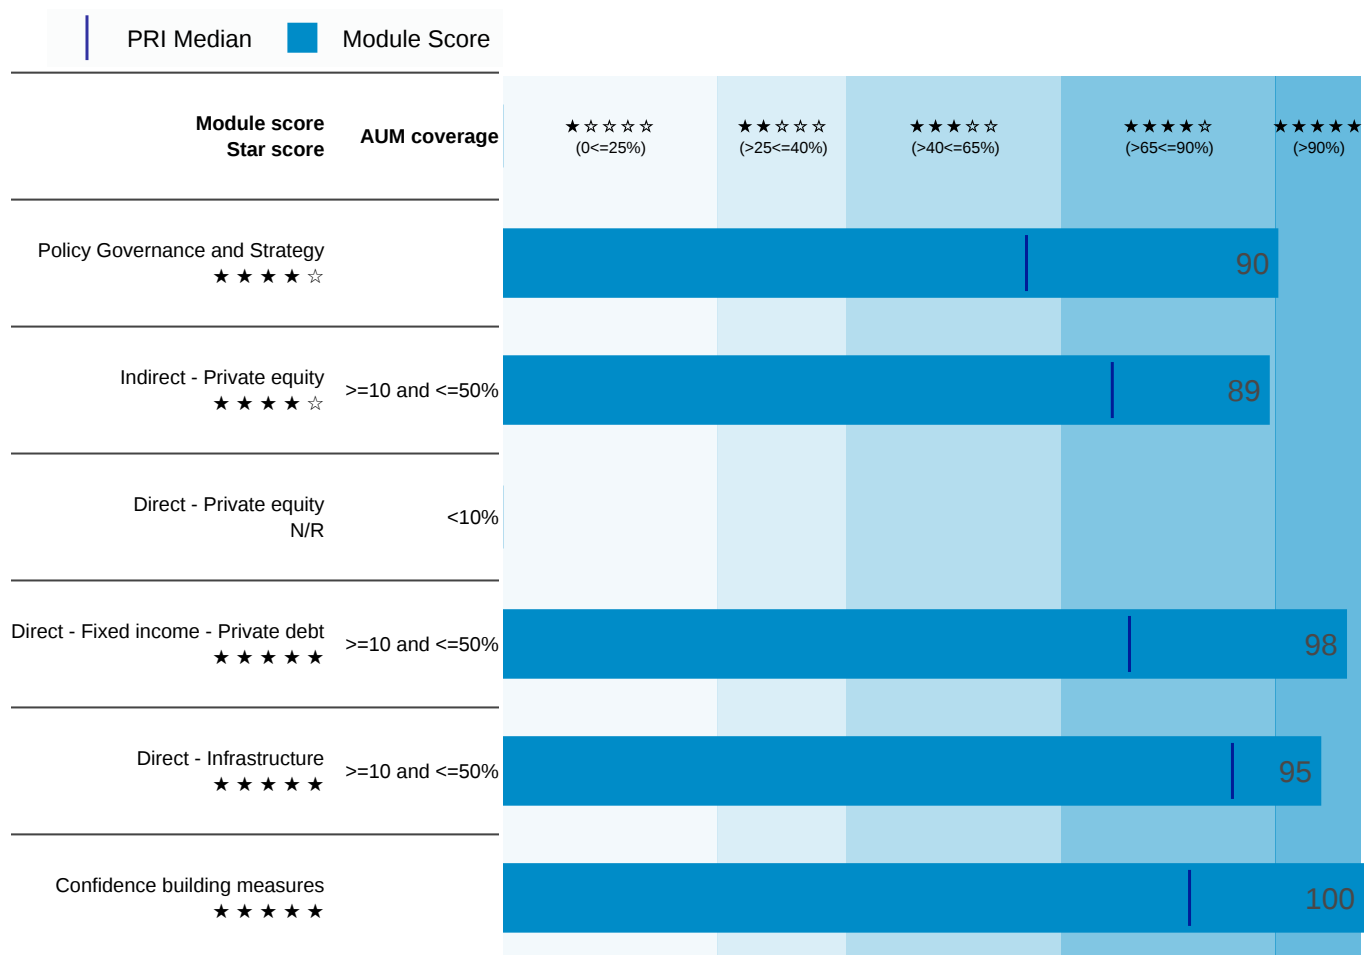 PRI Median Module Score
Module score
Star score
AUM coverage
★☆☆☆☆
(0<=25%)
★★☆☆☆
(>25<=40%)
★★★☆☆
(>40<=65%)
★★★★☆
(>65<=90%)
★★★★★
(>90%)
Policy Governance and Strategy
★★★★☆
90
Indirect - Private equity
★★★★☆
>=10 and <=50%
89
Direct - Private equity
N/R
<10%
Direct - Fixed income - Private debt
★★★★★
>=10 and <=50%
98
Direct - Infrastructure
★★★★★
>=10 and <=50%
95
Confidence building measures
★★★★★
100